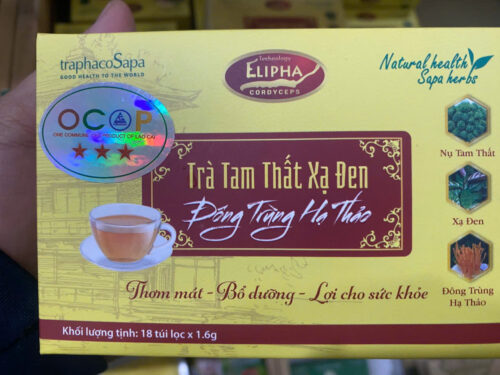 traphacoSapa
GOOD HEALTH TO THE WORLD
Technology
ELIPHA
CORDYCEPS
Natural health
Sapa herbs
OCOP
ONE COMMUNE PRODUCT OF LAO CAI
Trà Tam Thất Xạ Đen
Đông Trùng Hạ Thảo
Nụ Tam Thất
Xạ Đen
Đông Trùng
Hạ Thảo
Thơm mát - Bổ dưỡng - Lợi cho sức khỏe
Khối lượng tịnh: 18 túi lọc x 1.6g